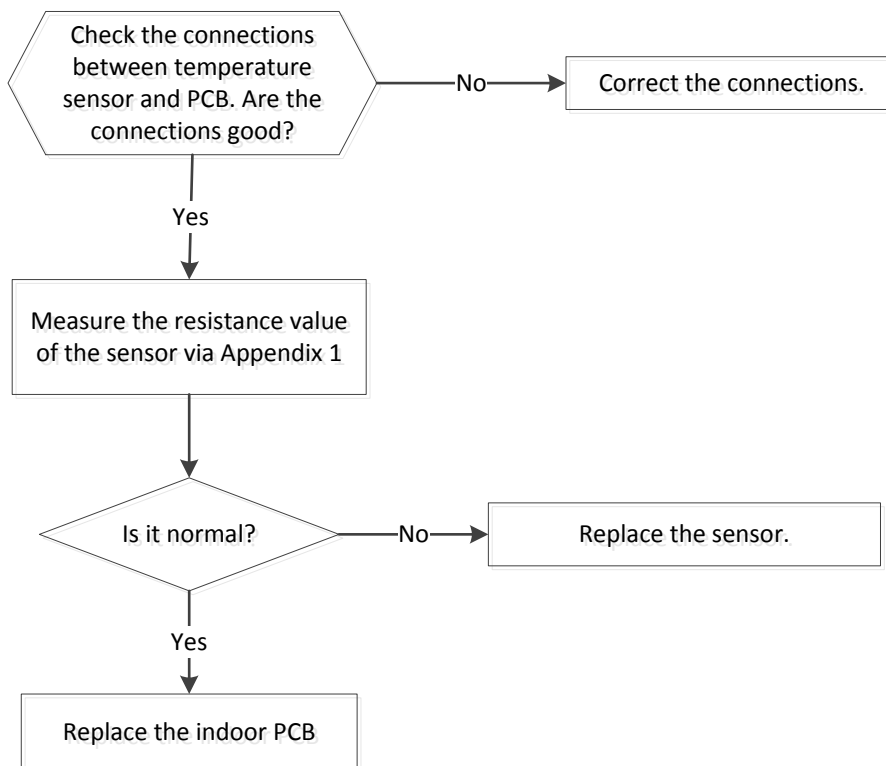 Check the connections
between temperature
sensor and PCB. Are the
connections good?
No
Correct the connections.
Yes
Measure the resistance value
of the sensor via Appendix 1
Is it normal?
No
Replace the sensor.
Yes
Replace the indoor PCB